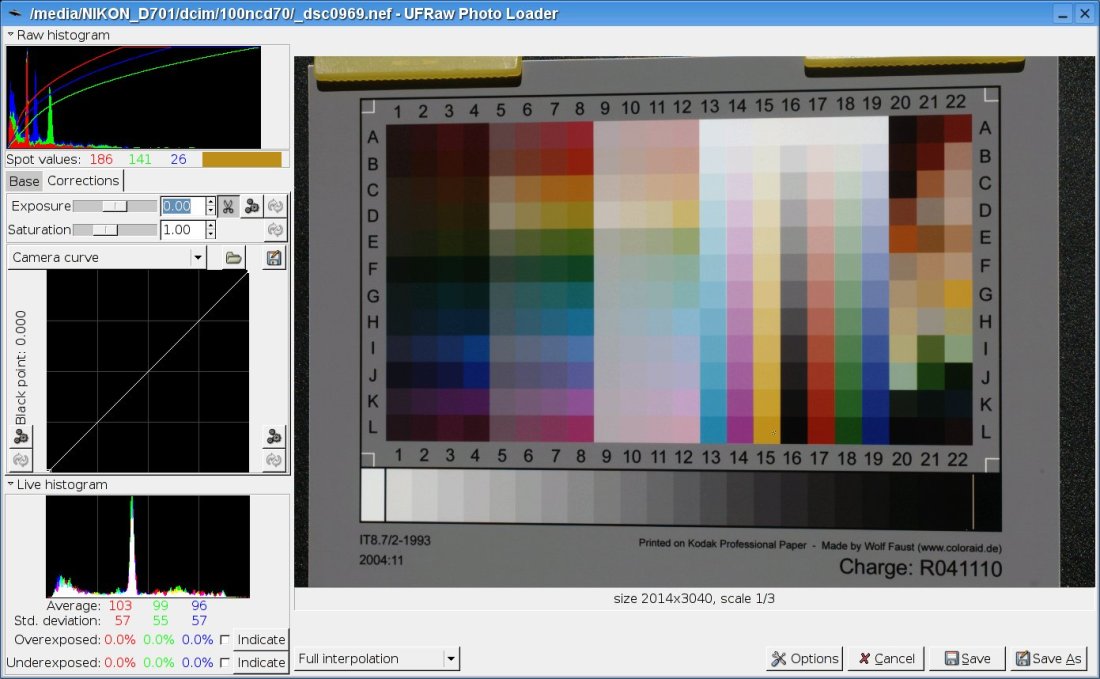 /media/NIKON_D701/dcim/100ncd70/_dsc0969.nef - UFRaw Photo Loader
Raw histogram
Spot values: 186 141 26
Base Corrections
Exposure 0.00
Saturation 1.00
Camera curve
Black point: 0.000
Live histogram
Average: 103 99 96
Std. deviation: 57 55 57
Overexposed: 0.0% 0.0% 0.0% Indicate
Underexposed: 0.0% 0.0% 0.0% Indicate
1 2 3 4 5 6 7 8 9 10 11 12 13 14 15 16 17 18 19 20 21 22
A A
B B
C C
D D
E E
F F
G G
H H
I I
J J
K K
L L
1 2 3 4 5 6 7 8 9 10 11 12 13 14 15 16 17 18 19 20 21 22
IT8.7/2-1993
2004:11
Printed on Kodak Professional Paper - Made by Wolf Faust (www.coloraid.de)
Charge: R041110
size 2014x3040, scale 1/3
Full interpolation
Options Cancel Save Save As